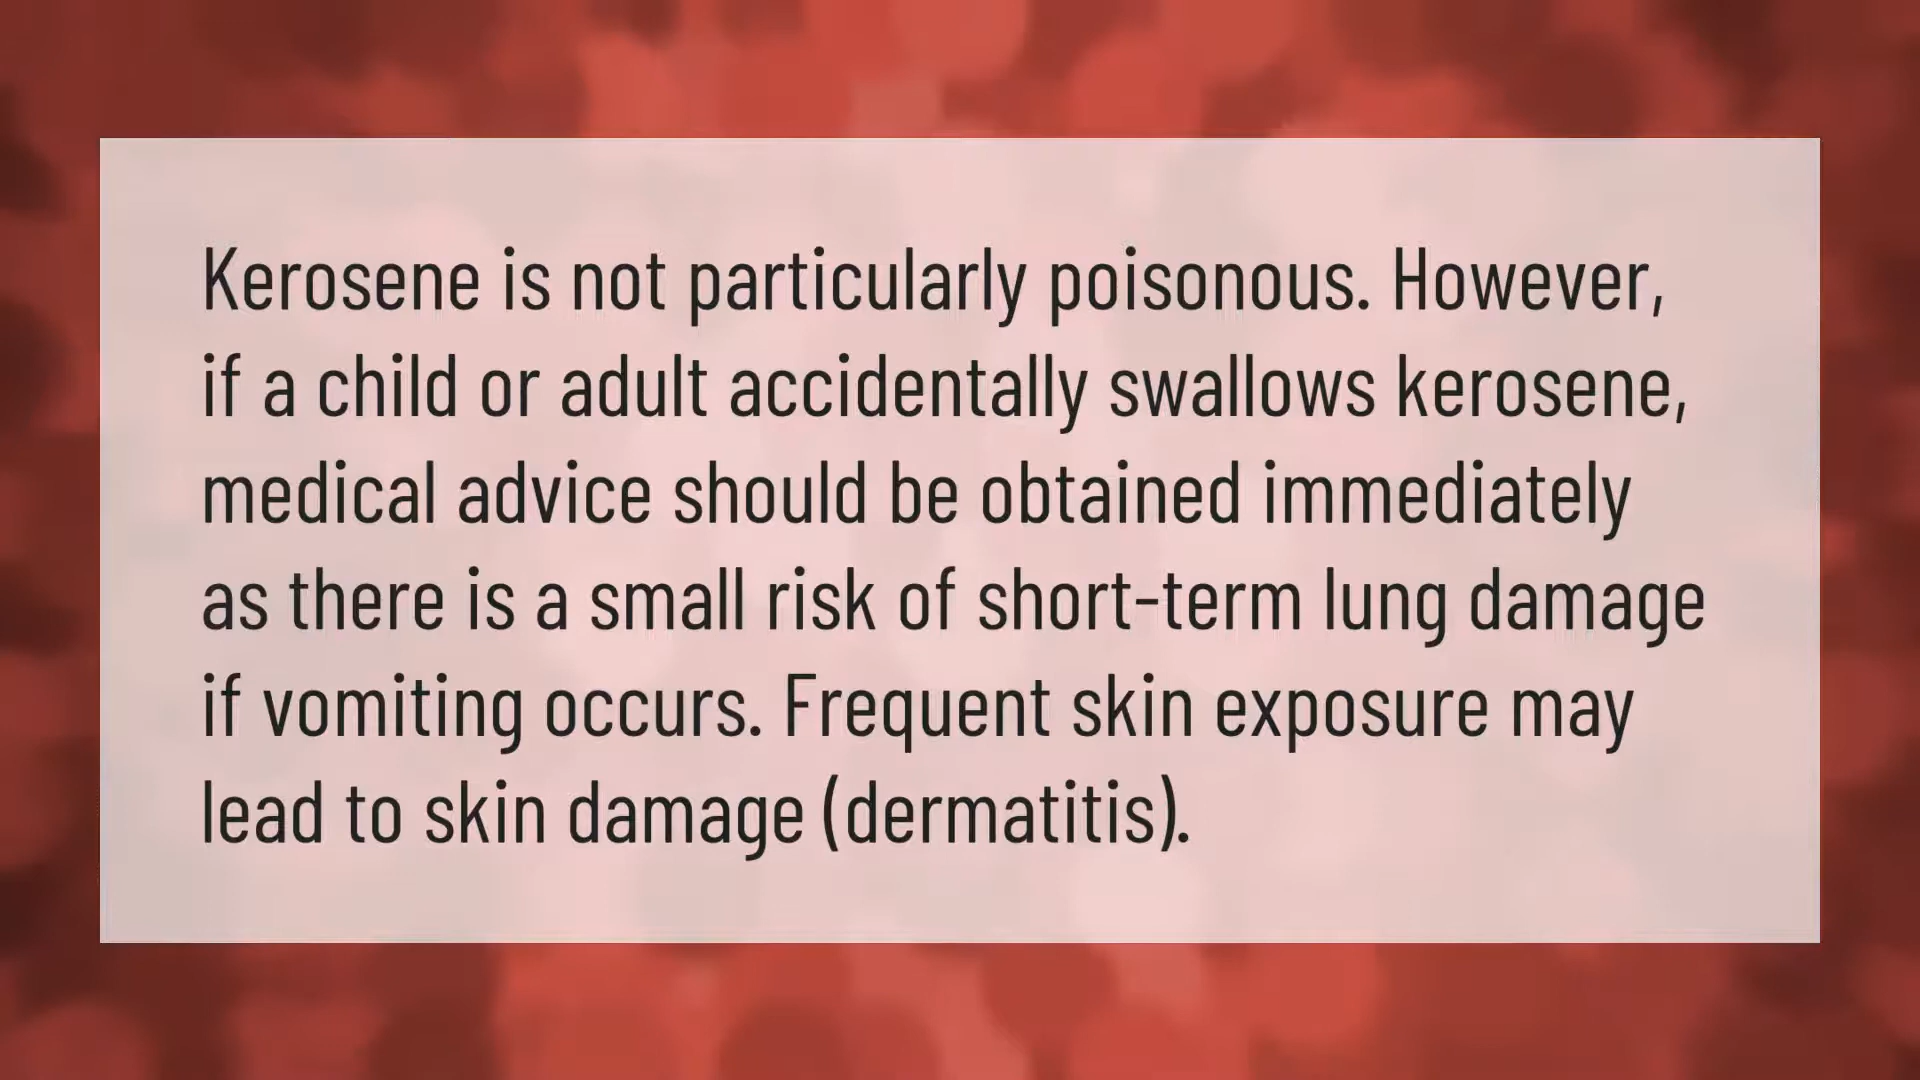 Kerosene is not particularly poisonous. However,
if a child or adult accidentally swallows kerosene,
medical advice should be obtained immediately
as there is a small risk of short-term lung damage
if vomiting occurs. Frequent skin exposure may
lead to skin damage (dermatitis).